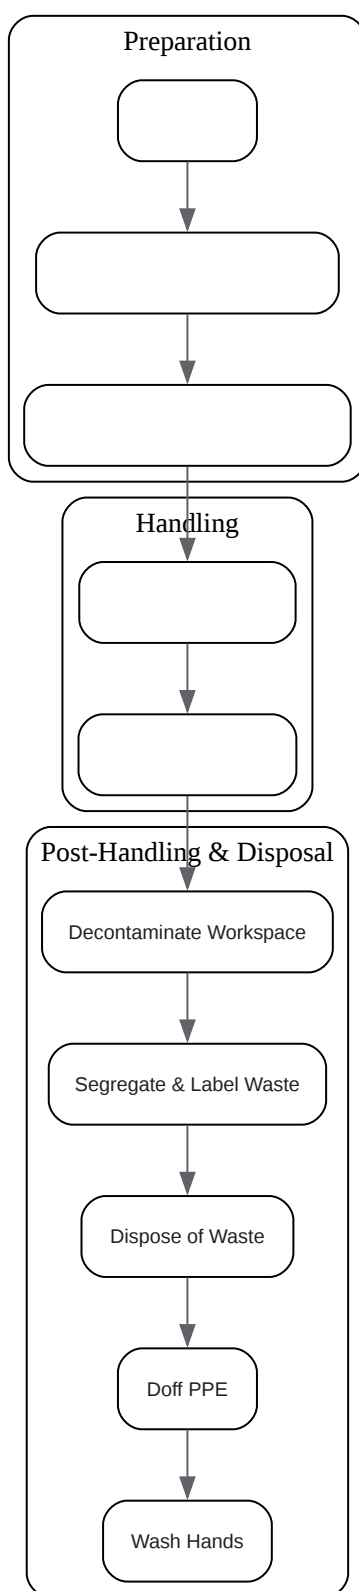 Preparation
Handling
Post-Handling & Disposal
Decontaminate Workspace
Segregate & Label Waste
Dispose of Waste
Doff PPE
Wash Hands